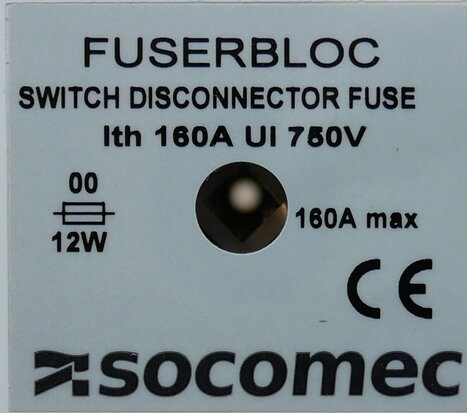 FUSERBLOC
SWITCH DISCONNECTOR FUSE
Ith 160A UI 750V
00
12W
160A max
CE
socomec